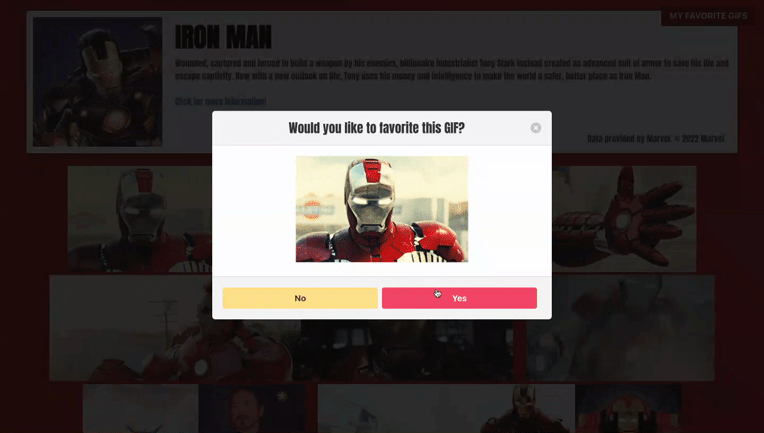 MY FAVORITE GIFS
IRON MAN
Wounded, captured and forced to build a weapon by his enemies, billionaire industrialist Tony Stark instead created an advanced suit of armor to save his life and
escape captivity. Now with a new outlook on life, Tony uses his money and intelligence to make the world a safer, better place as Iron Man.
Click for more information!
Would you like to favorite this GIF?
Data provided by Marvel. © 2022 Marvel
No
Yes